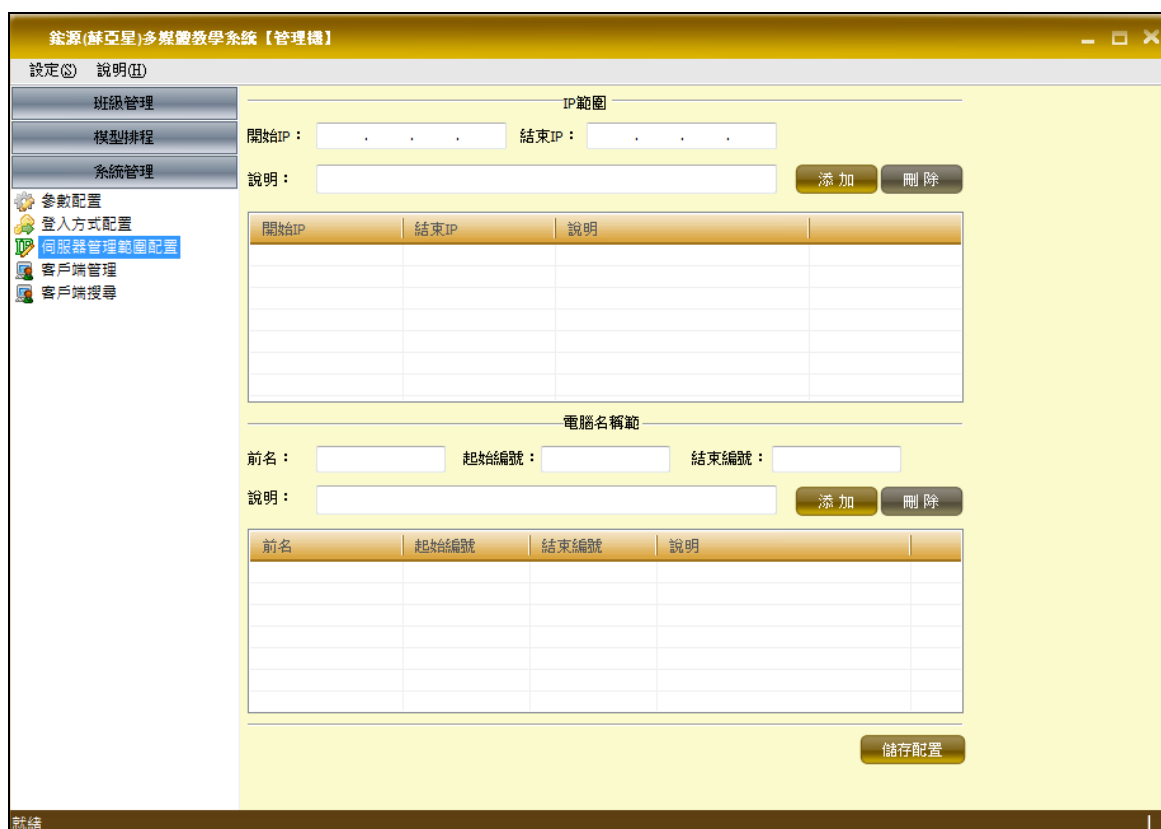 鋐源(蘇亞星)多媒體教學系統【管理機】
設定(S) 說明(H)
班級管理
模型排程
系統管理
參數配置
登入方式配置
伺服器管理範圍配置
客戶端管理
客戶端搜尋
IP範圍
開始IP： . . . 結束IP： . . .
說明： 添加 刪除
開始IP 結束IP 說明
電腦名稱範
前名： 起始編號： 結束編號：
說明： 添加 刪除
前名 起始編號 結束編號 說明
儲存配置
就緒